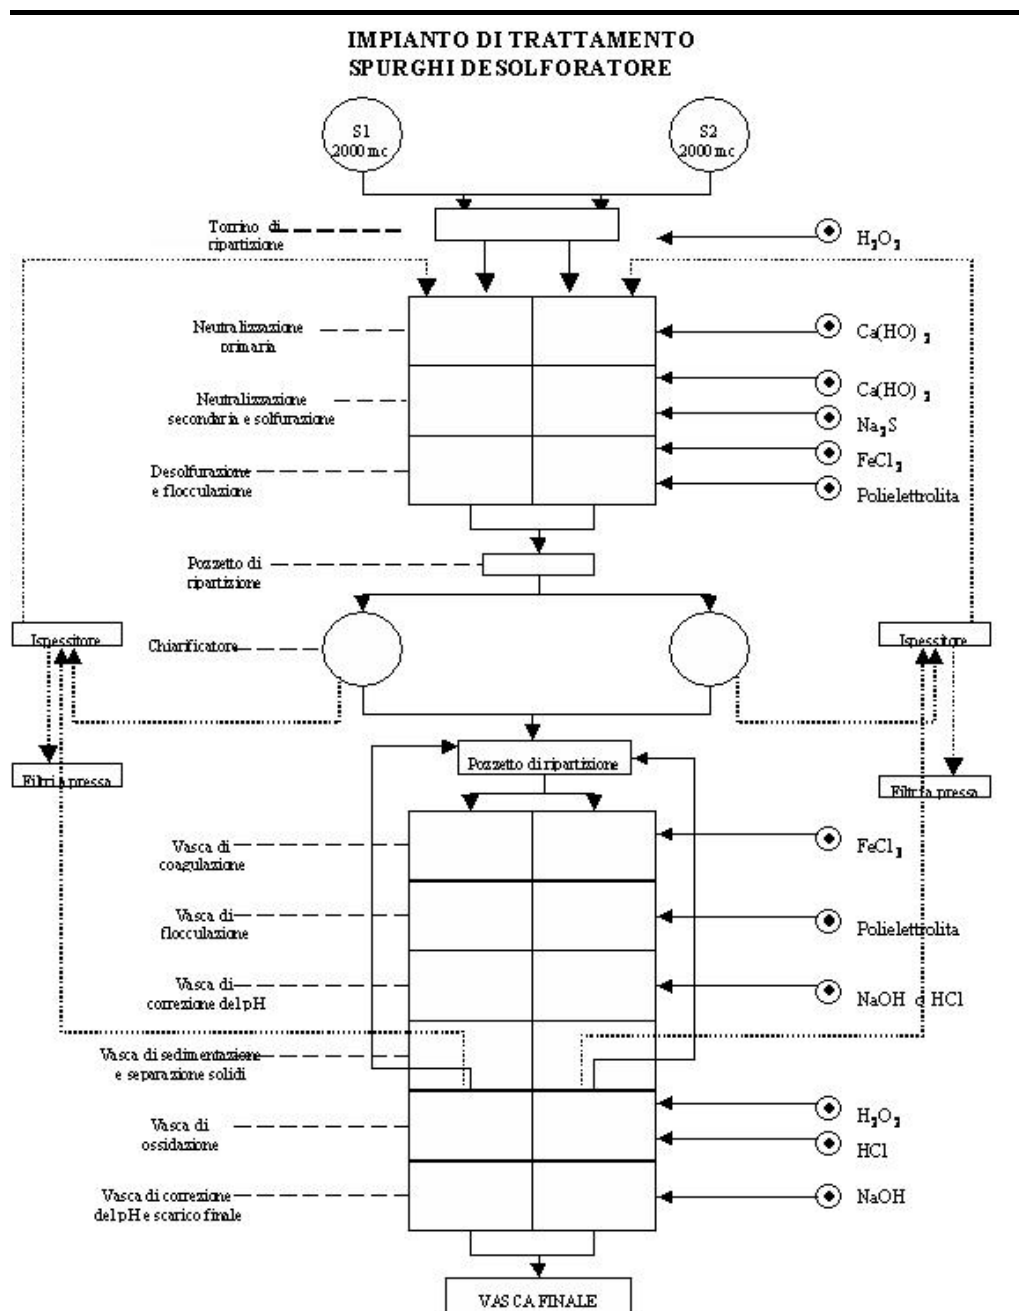 IMPIANTO DI TRATTAMENTO
SPURGHI DESOLFORATORE
S1
2000 mc
S2
2000 mc
Torrino di
ripartizione
H₂O₂
Neutralizzazione
primaria
Ca(HO)₂
Neutralizzazione
secondaria e solfurazione
Ca(HO)₂
Na₂S
Desolfurazione
e flocculazione
FeCl₃
Polielettrolita
Pozzetto di
ripartizione
Ispessitore
Chiarificatore
Ispessitore
Pozzetto di ripartizione
Filtri a pressa
Filtri a pressa
Vasca di
coagulazione
FeCl₃
Vasca di
flocculazione
Polielettrolita
Vasca di
correzione del pH
NaOH o HCl
Vasca di sedimentazione
e separazione solidi
Vasca di
ossidazione
H₂O₂
HCl
Vasca di correzione
del pH e scarico finale
NaOH
VASCA FINALE